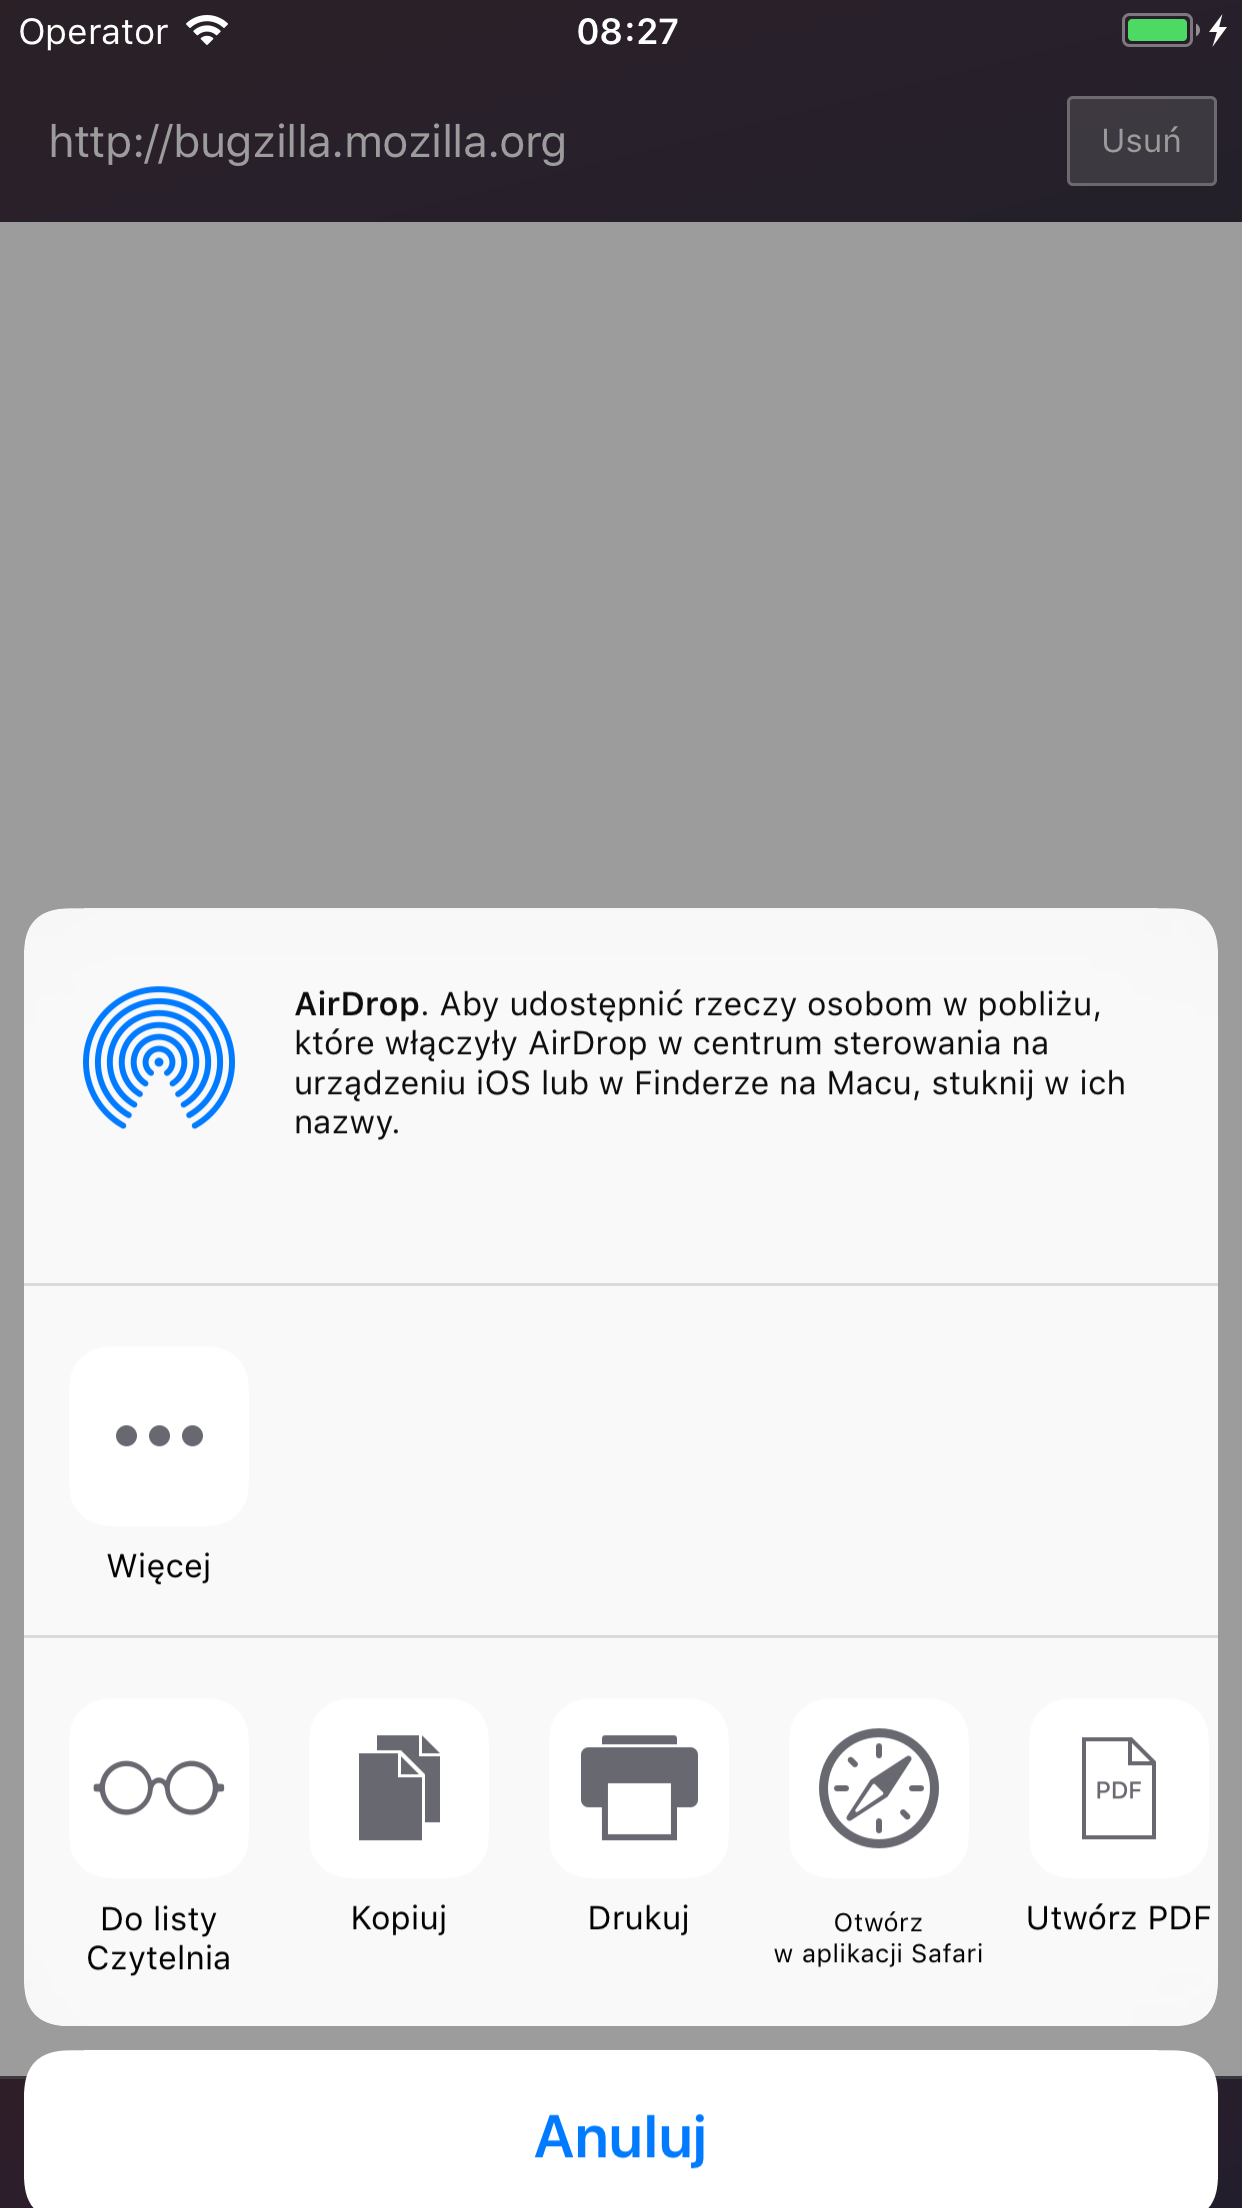 Operator
08:27
http://bugzilla.mozilla.org
Usuń
AirDrop. Aby udostępnić rzeczy osobom w pobliżu,
które włączyły AirDrop w centrum sterowania na
urządzeniu iOS lub w Finderze na Macu, stuknij w ich
nazwy.
Więcej
Do listy
Czytelnia
Kopiuj
Drukuj
Otwórz
w aplikacji Safari
PDF
Utwórz PDF
Anuluj